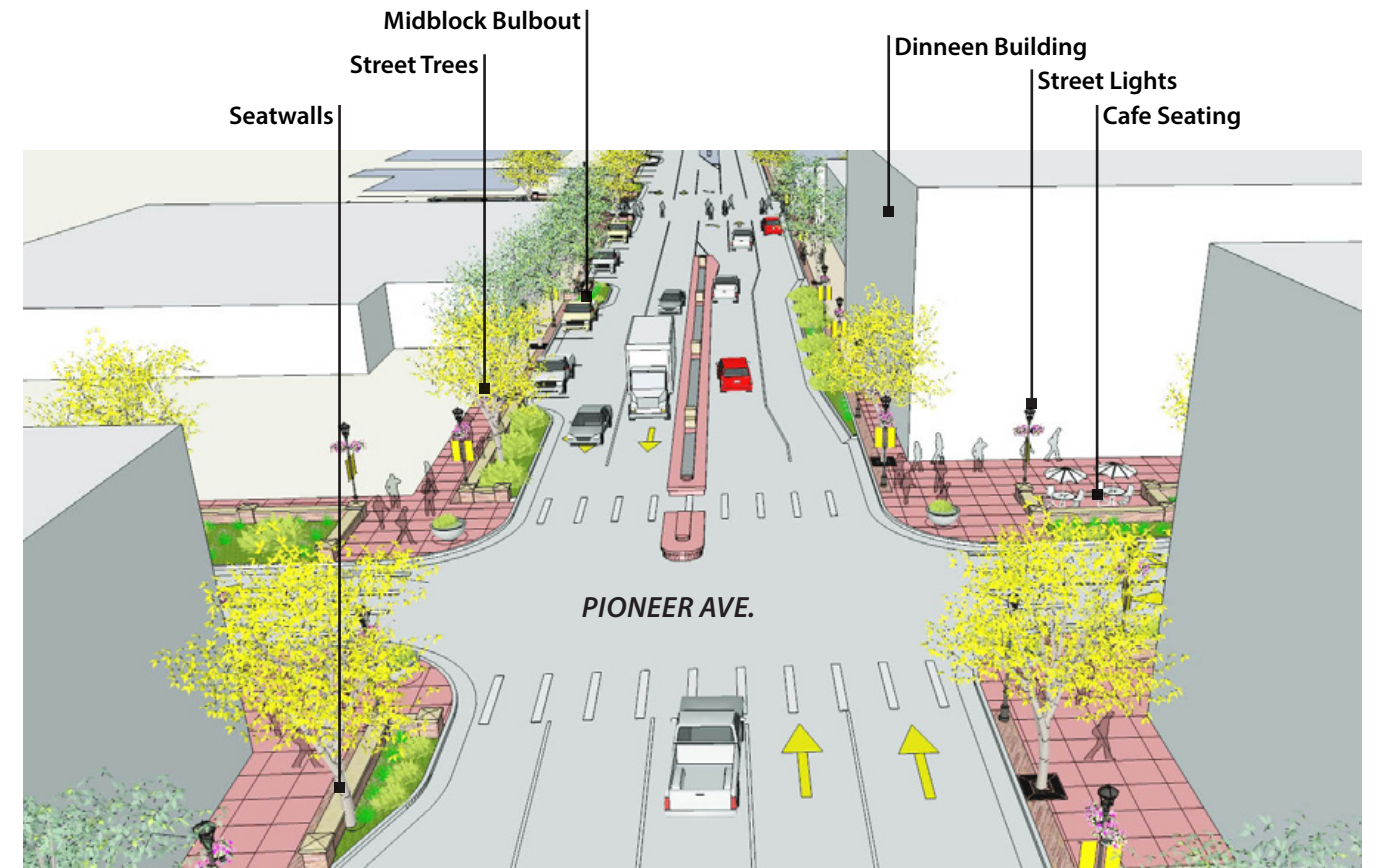 Midblock Bulbout
Street Trees
Seatwalls
Dinneen Building
Street Lights
Cafe Seating
PIONEER AVE.